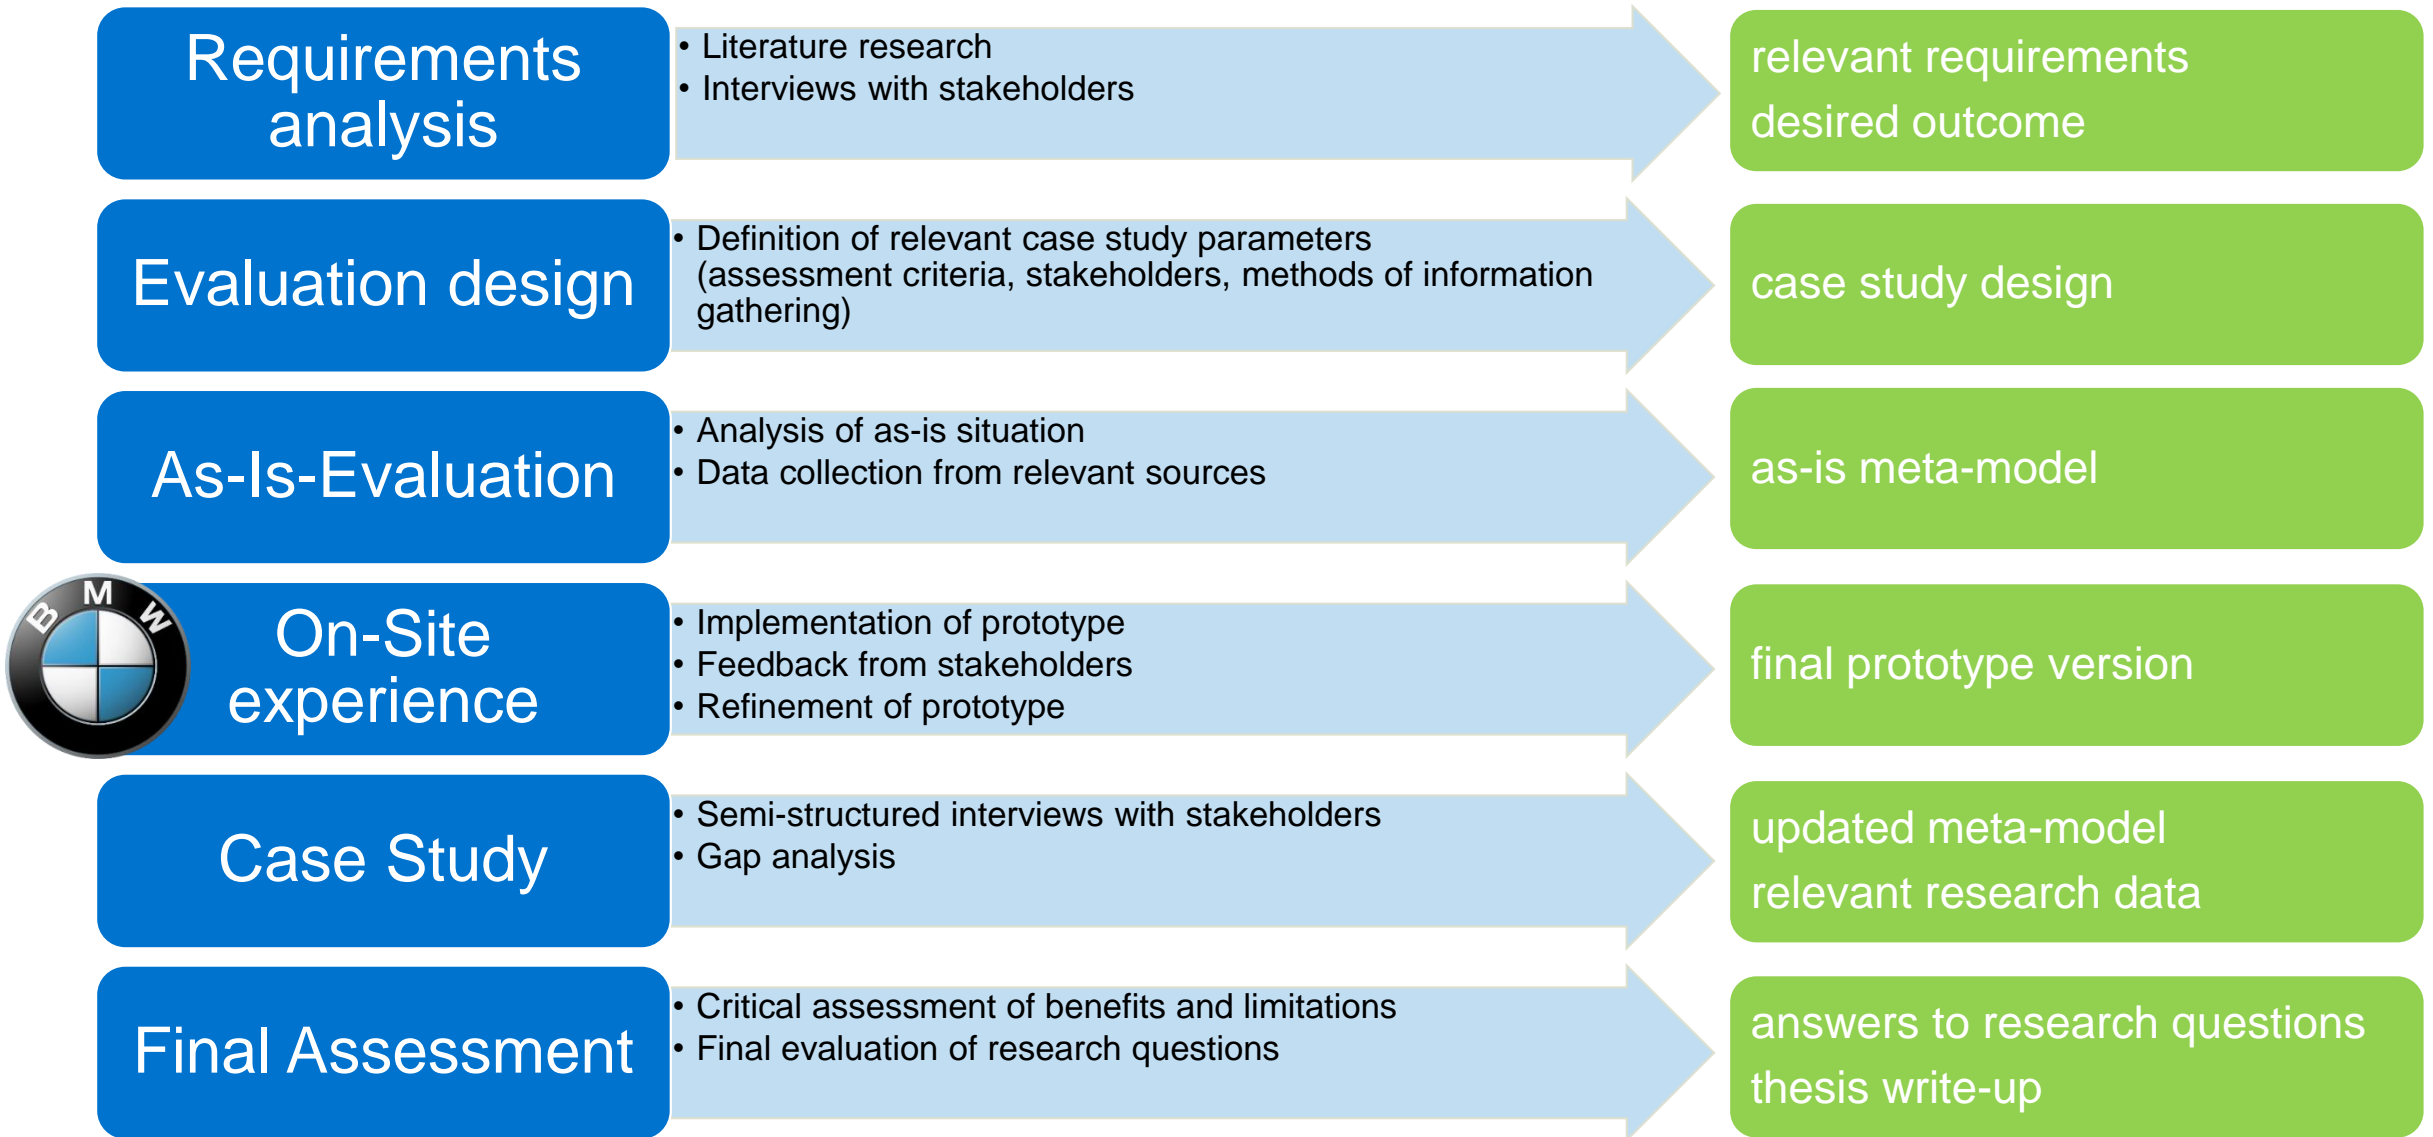 Requirements
analysis
• Literature research
• Interviews with stakeholders
relevant requirements
desired outcome
Evaluation design
• Definition of relevant case study parameters
(assessment criteria, stakeholders, methods of information
gathering)
case study design
As-Is-Evaluation
• Analysis of as-is situation
• Data collection from relevant sources
as-is meta-model
BMW
On-Site
experience
• Implementation of prototype
• Feedback from stakeholders
• Refinement of prototype
final prototype version
Case Study
• Semi-structured interviews with stakeholders
• Gap analysis
updated meta-model
relevant research data
Final Assessment
• Critical assessment of benefits and limitations
• Final evaluation of research questions
answers to research questions
thesis write-up